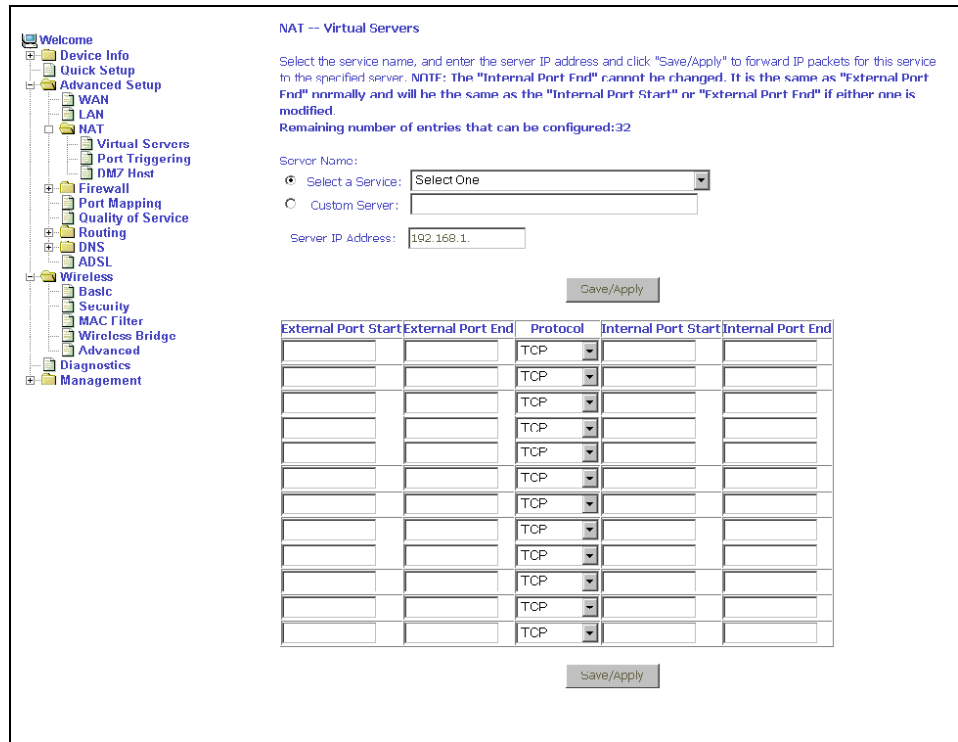 Welcome
Device Info
Quick Setup
Advanced Setup
WAN
LAN
NAT
Virtual Servers
Port Triggering
DMZ Host
Firewall
Port Mapping
Quality of Service
Routing
DNS
ADSL
Wireless
Basic
Security
MAC Filter
Wireless Bridge
Advanced
Diagnostics
Management
NAT -- Virtual Servers
Select the service name, and enter the server IP address and click "Save/Apply" to forward IP packets for this service
to the specified server. NOTE: The "Internal Port End" cannot be changed. It is the same as "External Port
End" normally and will be the same as the "Internal Port Start" or "External Port End" if either one is
modified.
Remaining number of entries that can be configured:32
Server Name:
Select a Service: Select One
Custom Server:
Server IP Address: 192.168.1.
Save/Apply
External Port Start External Port End Protocol Internal Port Start Internal Port End
TCP
TCP
TCP
TCP
TCP
TCP
TCP
TCP
TCP
TCP
TCP
TCP
Save/Apply